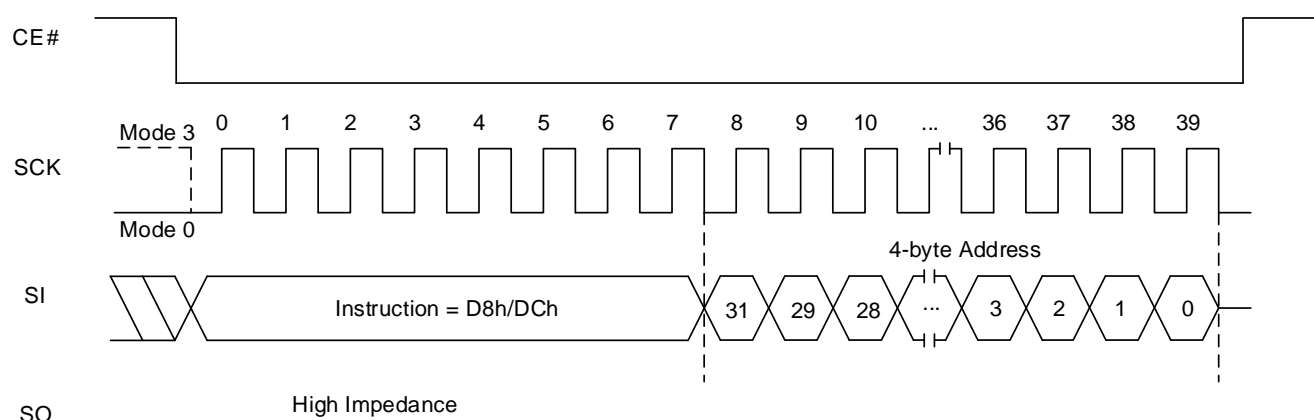 CE#
0 1 2 3 4 5 6 7 8 9 10 ... 36 37 38 39
Mode 3
SCK
Mode 0
4-byte Address
SI
Instruction = D8h/DCh 31 29 28 ... 3 2 1 0
High Impedance
SO